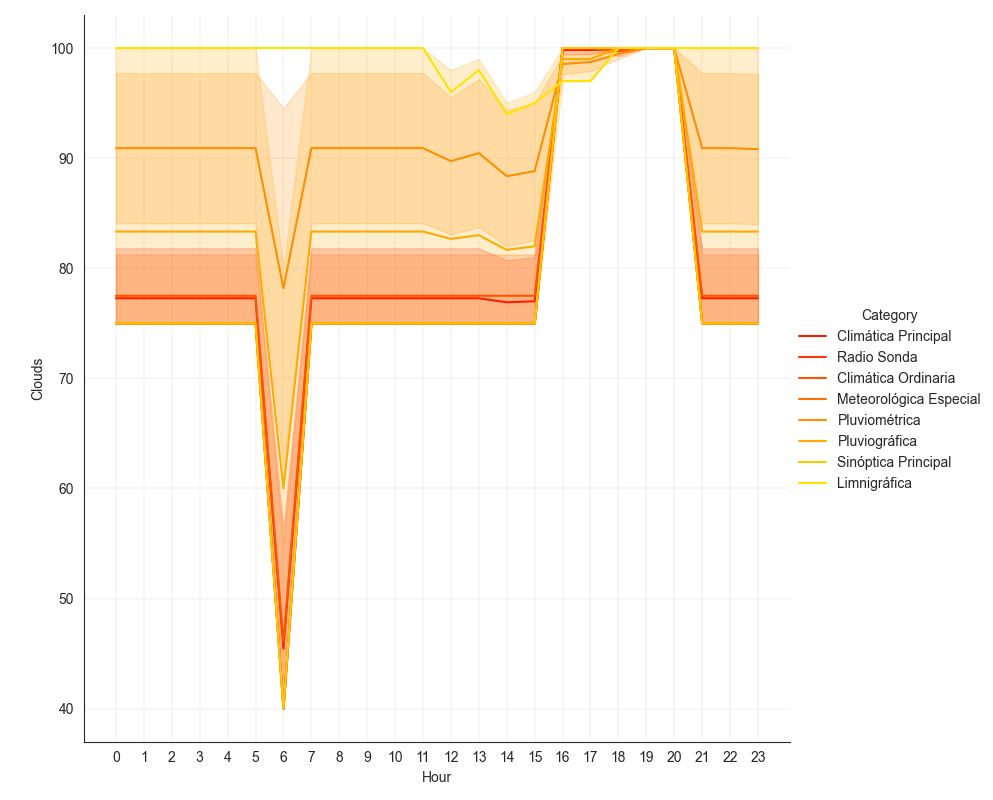 100
90
80
70
60
50
40
Clouds
0 1 2 3 4 5 6 7 8 9 10 11 12 13 14 15 16 17 18 19 20 21 22 23
Hour
Category
Climática Principal
Radio Sonda
Climática Ordinaria
Meteorológica Especial
Pluviométrica
Pluviográfica
Sinóptica Principal
Limnigráfica